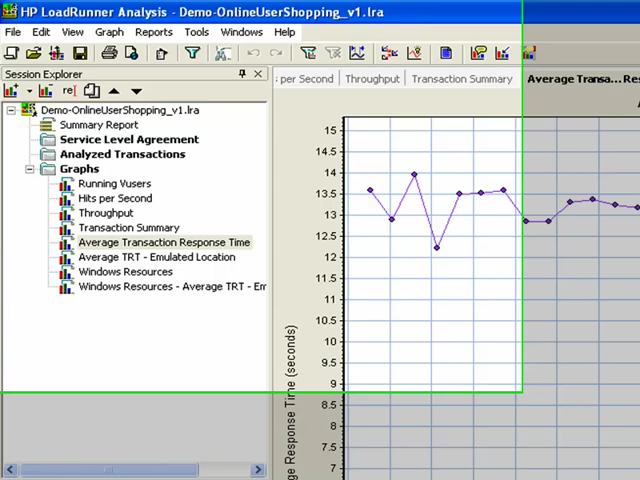 HP LoadRunner Analysis - Demo-OnlineUserShopping_v1.lra
File Edit View Graph Reports Tools Windows Help
Session Explorer
per Second Throughput Transaction Summary Average Transa... Res
Demo-OnlineUserShopping_v1.lra
Summary Report
Service Level Agreement
Analyzed Transactions
Graphs
Running Vusers
Hits per Second
Throughput
Transaction Summary
Average Transaction Response Time
Average TRT - Emulated Location
Windows Resources
Windows Resources - Average TRT - Em
15
14.5
14
13.5
13
12.5
12
11.5
11
10.5
10
9.5
9
8.5
8
7.5
7
ge Response Time (seconds)